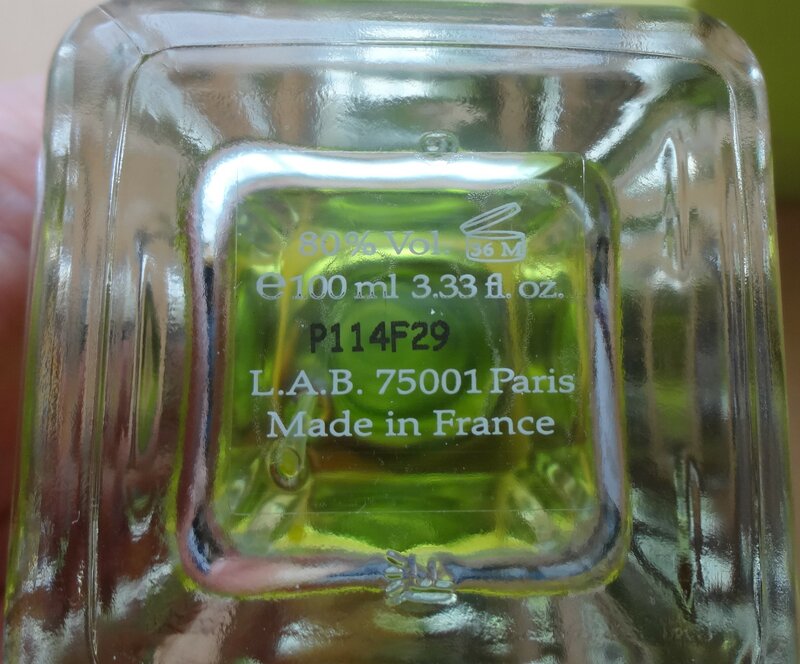 80% Vol. 36 M
℮ 100 ml 3.33 fl. oz.
P114F29
L.A.B. 75001 Paris
Made in France